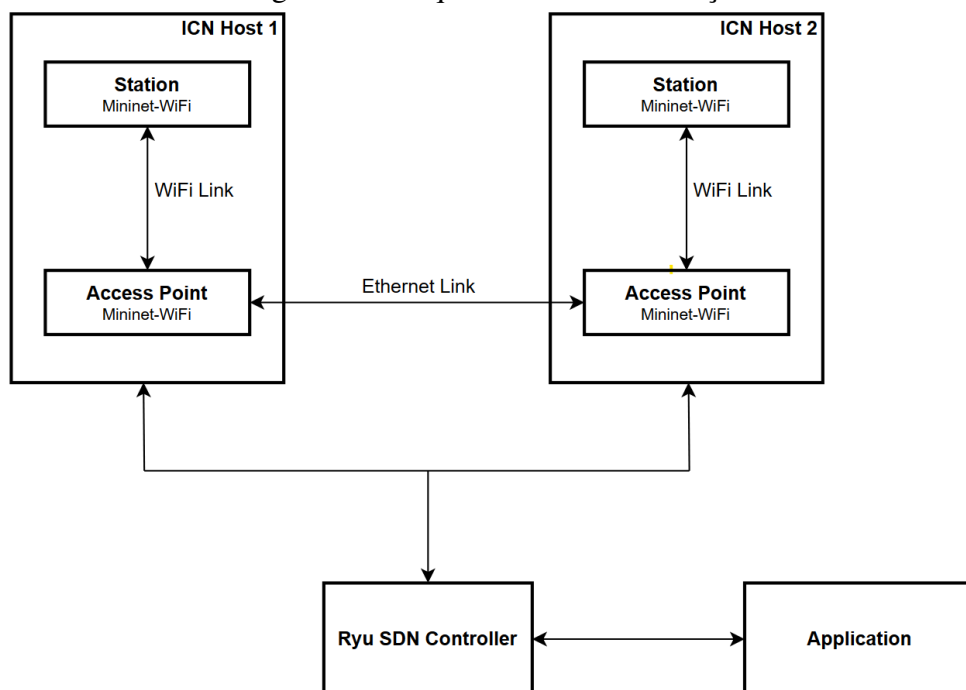 ICN Host 1
ICN Host 2
Station
Mininet-WiFi
Station
Mininet-WiFi
WiFi Link
WiFi Link
Access Point
Mininet-WiFi
Ethernet Link
Access Point
Mininet-WiFi
Ryu SDN Controller
Application